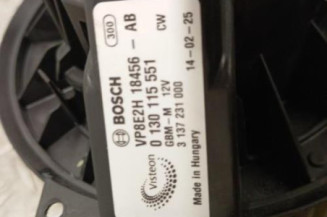 300
BOSCH
VP8E2H 18456 - AB
0 130 115 551 CW
GBM - M 12V
3 137 231 000 14-02-25
Visteon
Made in Hungary